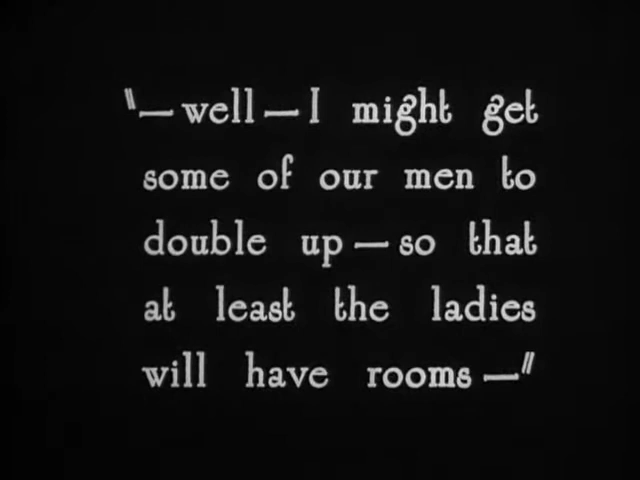 "—well—I might get
some of our men to
double up—so that
at least the ladies
will have rooms—"